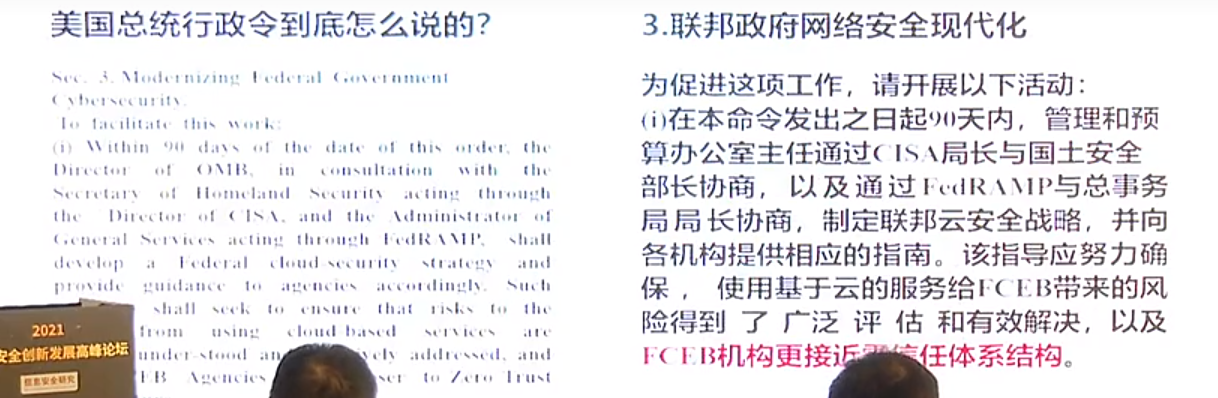 美国总统行政令到底怎么说的？
Sec. 3. Modernizing Federal Government
Cybersecurity.
To facilitate this work:
(i) Within 90 days of the date of this order, the
Director of OMB, in consultation with the
Secretary of Homeland Security acting through
the Director of CISA, and the Administrator of
General Services acting through FedRAMP, shall
develop a Federal cloud-security strategy and
provide guidance to agencies accordingly. Such
shall seek to ensure that risks to the
from using cloud-based services are
under-stood and addressed, and
Agencies to Zero Trust
3.联邦政府网络安全现代化
为促进这项工作，请开展以下活动：
(i)在本命令发出之日起90天内，管理和预
算办公室主任通过CISA局长与国土安全
部长协商，以及通过FedRAMP与总事务
局局长协商，制定联邦云安全战略，并向
各机构提供相应的指南。该指导应努力确
保，使用基于云的服务给FCEB带来的风
险得到了广泛评估和有效解决，以及
FCEB机构更接近信任体系结构。
2021
安全创新发展高峰论坛
信息安全研究